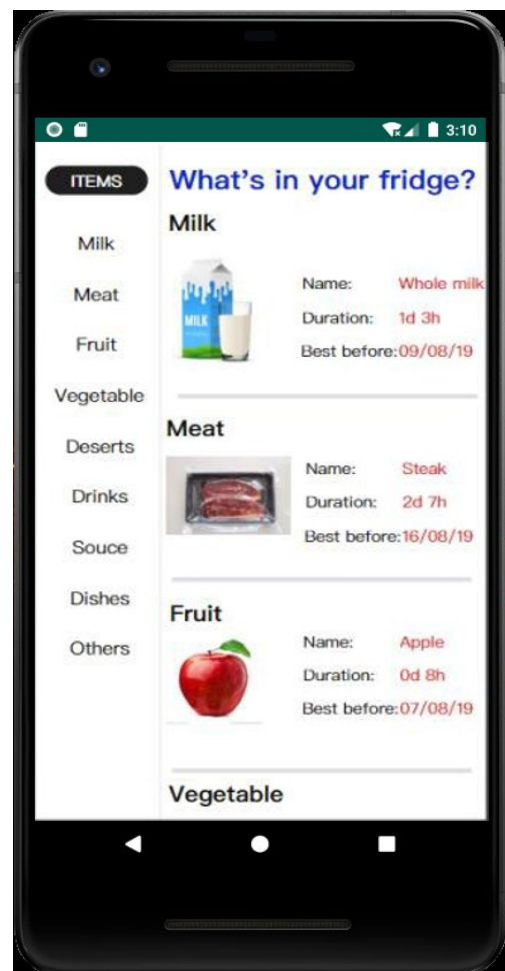 3:10
ITEMS
Milk
Meat
Fruit
Vegetable
Deserts
Drinks
Souce
Dishes
Others
What's in your fridge?
Milk
MILK
Name: Whole milk
Duration: 1d 3h
Best before:09/08/19
Meat
Name: Steak
Duration: 2d 7h
Best before:16/08/19
Fruit
Name: Apple
Duration: 0d 8h
Best before:07/08/19
Vegetable